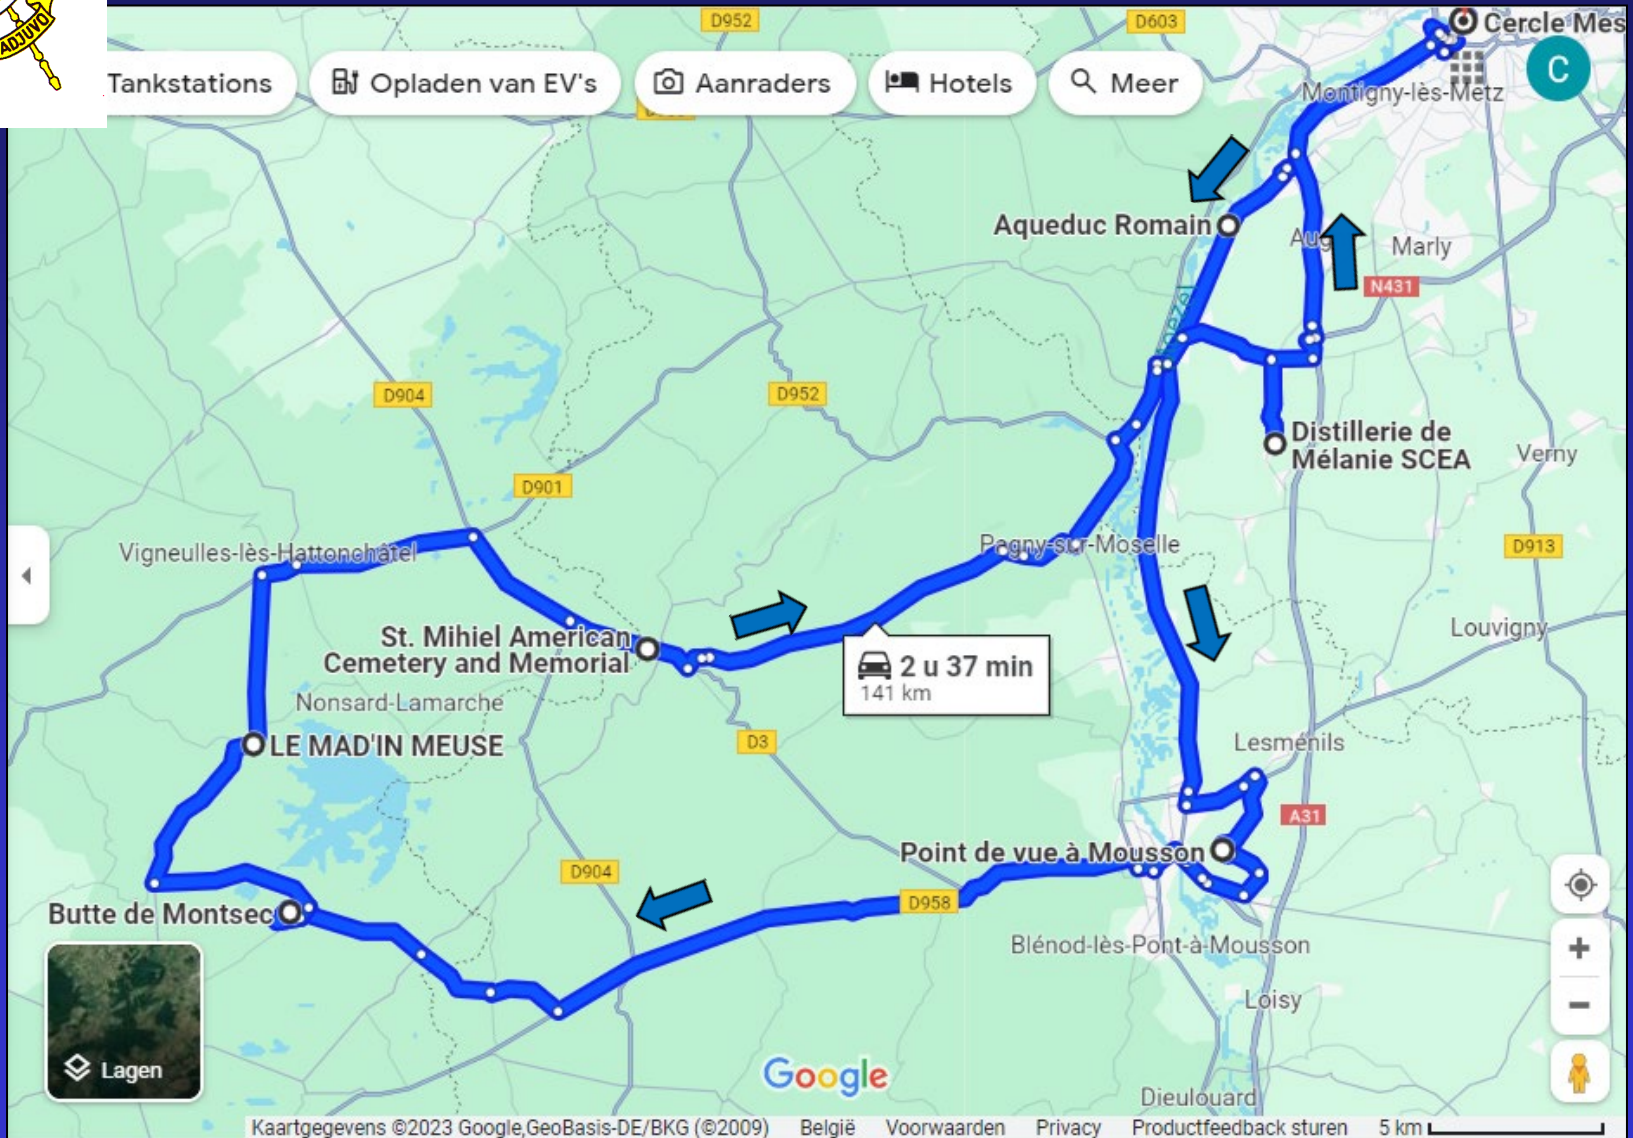 ADJUVO
D952
D603
Cercle Mes
Tankstations
Opladen van EV's
Aanraders
Hotels
Meer
C
Montigny-lès-Metz
Aqueduc Romain
Aug
Marly
N431
D904
D952
Distillerie de
Mélanie SCEA
Verny
D901
Vigneulles-lès-Hattonchâtel
Pagny-sur-Moselle
D913
St. Mihiel American
Cemetery and Memorial
Louvigny
2 u 37 min
141 km
Nonsard-Lamarche
LE MAD'IN MEUSE
D3
Lesménils
A31
Point de vue à Mousson
D904
D958
Butte de Montsec
Blénod-lès-Pont-à-Mousson
Loisy
Lagen
Google
Dieulouard
Kaartgegevens ©2023 Google,GeoBasis-DE/BKG (©2009) België Voorwaarden Privacy Productfeedback sturen 5 km